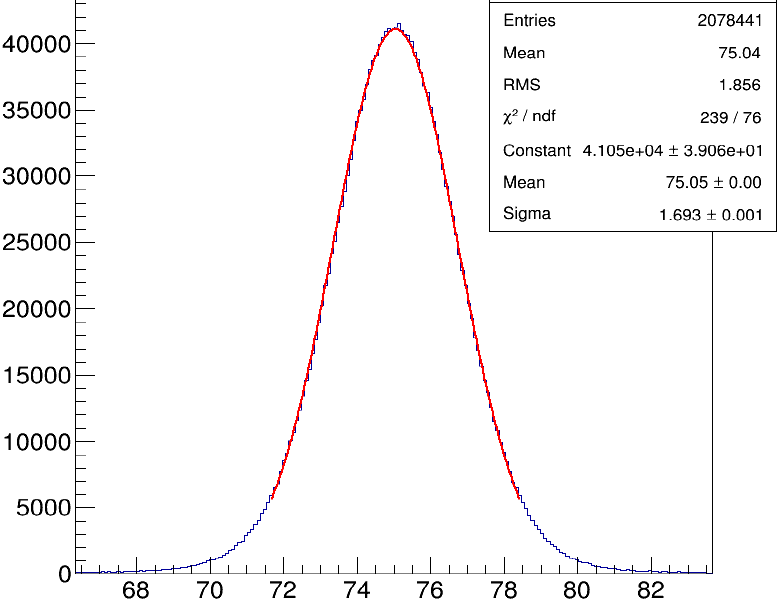 Entries 2078441
Mean 75.04
RMS 1.856
χ² / ndf 239 / 76
Constant 4.105e+04 ± 3.906e+01
Mean 75.05 ± 0.00
Sigma 1.693 ± 0.001
40000
35000
30000
25000
20000
15000
10000
5000
0
68 70 72 74 76 78 80 82